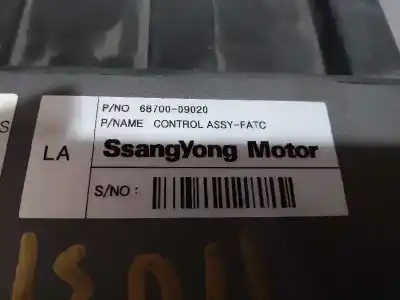 P/NO 68700-09020
P/NAME CONTROL ASSY-FATC
S
LA
SsangYong Motor
S/NO :